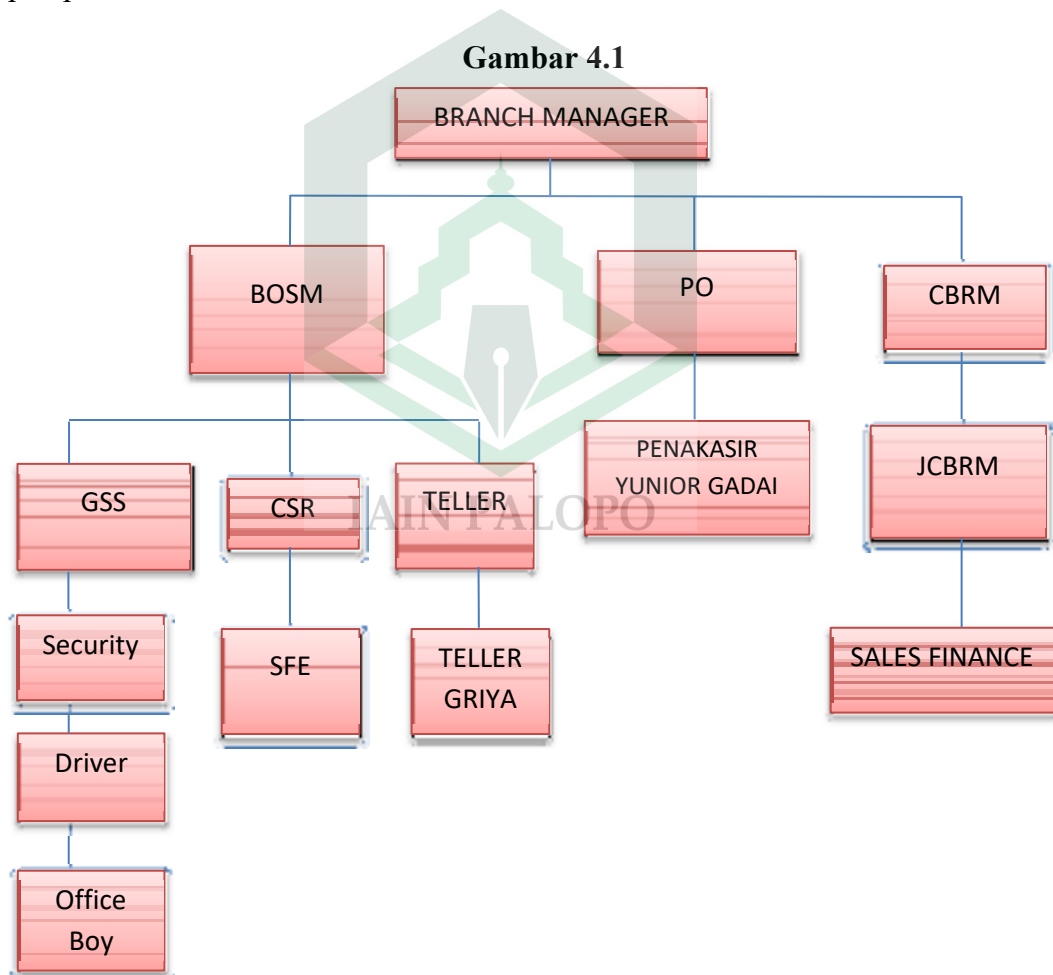 Gambar 4.1
BRANCH MANAGER
BOSM
PO
CBRM
PENAKASIR
YUNIOR GADAI
JCBRM
GSS
CSR
TELLER
IAIN PALOPO
Security
SFE
TELLER
GRIYA
SALES FINANCE
Driver
Office
Boy